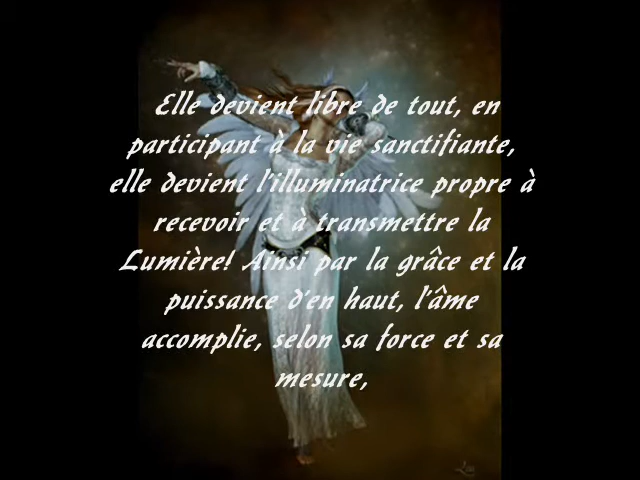 Elle devient libre de tout, en
participant à la vie sanctifiante,
elle devient l'illuminatrice propre à
recevoir et à transmettre la
Lumière! Ainsi par la grâce et la
puissance d'en haut, l'âme
accomplie, selon sa force et sa
mesure,